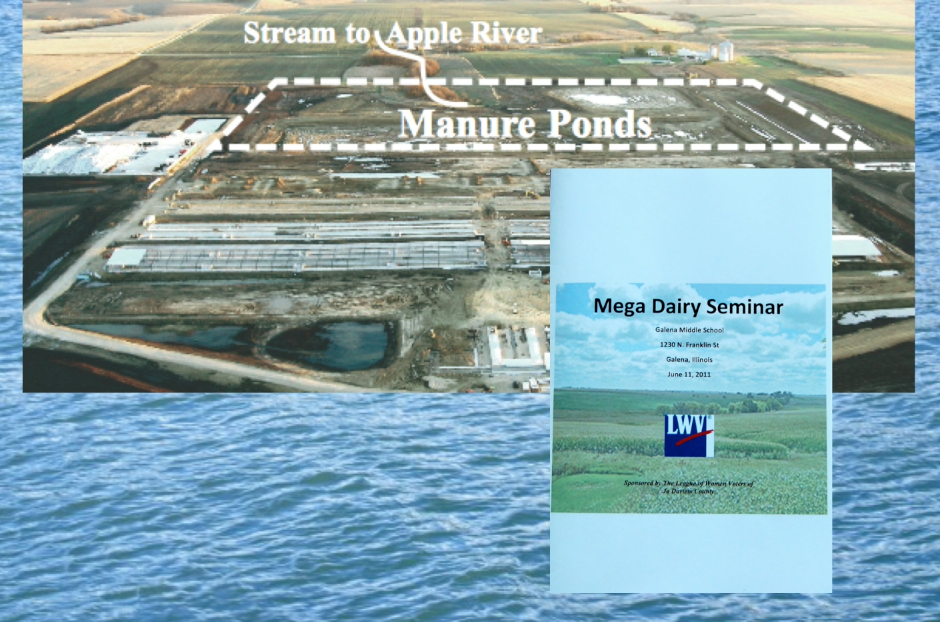 Stream to Apple River
Manure Ponds
Mega Dairy Seminar
Galena Middle School
1230 N. Franklin St
Galena, Illinois
June 11, 2011
LWV
Sponsored by The League of Women Voters of
Jo Daviess County